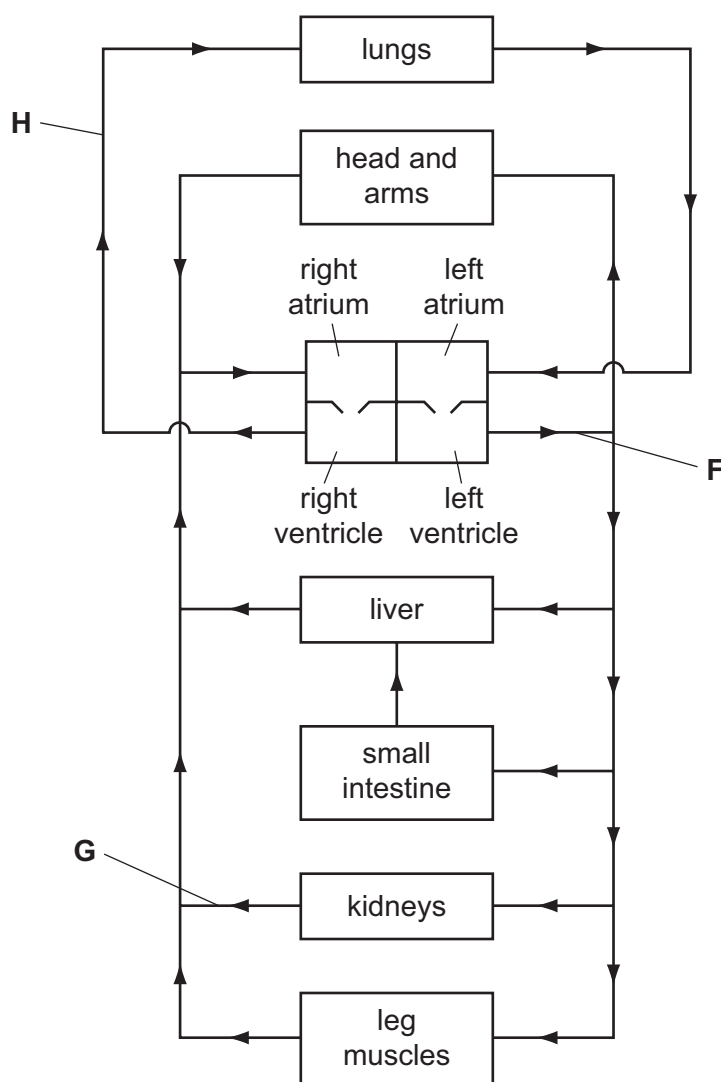 lungs
H
head and
arms
right
atrium
left
atrium
F
right
ventricle
left
ventricle
liver
small
intestine
G
kidneys
leg
muscles